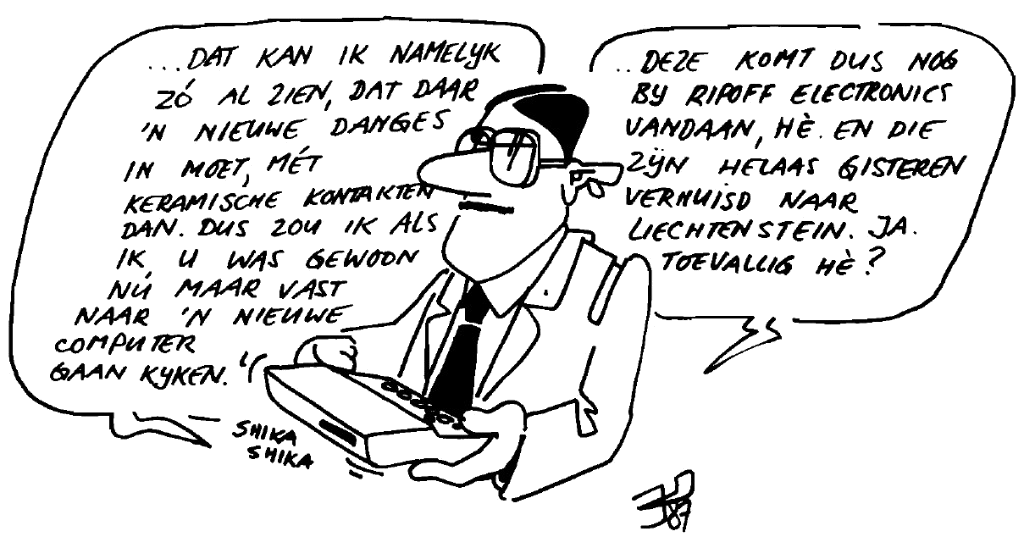 ...DAT KAN IK NAMELYK
ZÓ AL ZIEN, DAT DAAR
'N NIEUWE DANGES
IN MOET, MÉT
KERAMISCHE KONTAKTEN
DAN. DUS ZOU IK ALS
IK, U WAS GEWOON
NÚ MAAR VAST
NAAR 'N NIEUWE
COMPUTER
GAAN KYKEN.
..DEZE KOMT DUS NOG
BY RIPOFF ELECTRONICS
VANDAAN, HÈ. EN DIE
ZYN HELAAS GISTEREN
VERHUISD NAAR
LIECHTENSTEIN. JA.
TOEVALLIG HÈ?
SHIKA
SHIKA
87